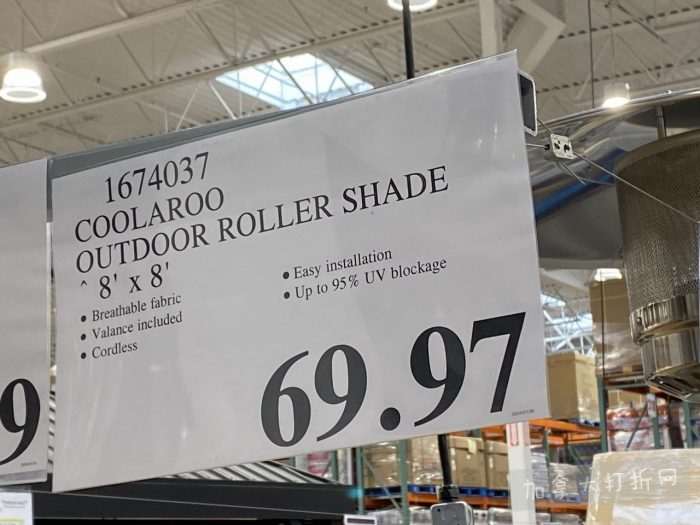 1674037
COOLAROO
OUTDOOR ROLLER SHADE
^ 8' x 8'
• Breathable fabric
• Valance included
• Cordless
• Easy installation
• Up to 95% UV blockage
69.97
9
加拿大打折网